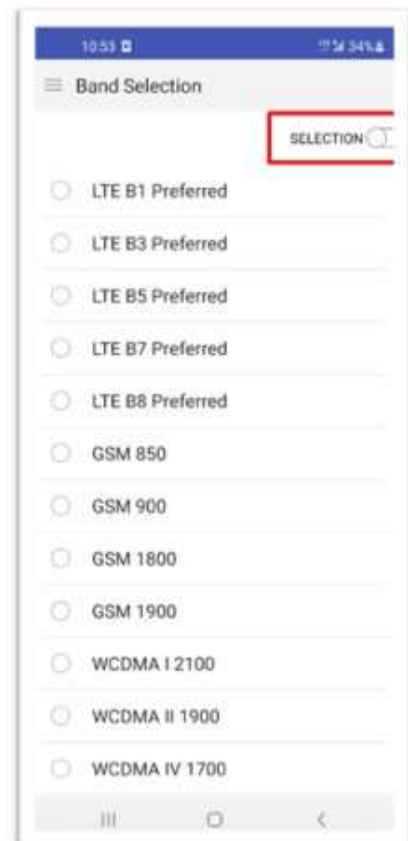 10:53
34%
Band Selection
SELECTION
LTE B1 Preferred
LTE B3 Preferred
LTE B5 Preferred
LTE B7 Preferred
LTE B8 Preferred
GSM 850
GSM 900
GSM 1800
GSM 1900
WCDMA I 2100
WCDMA II 1900
WCDMA IV 1700